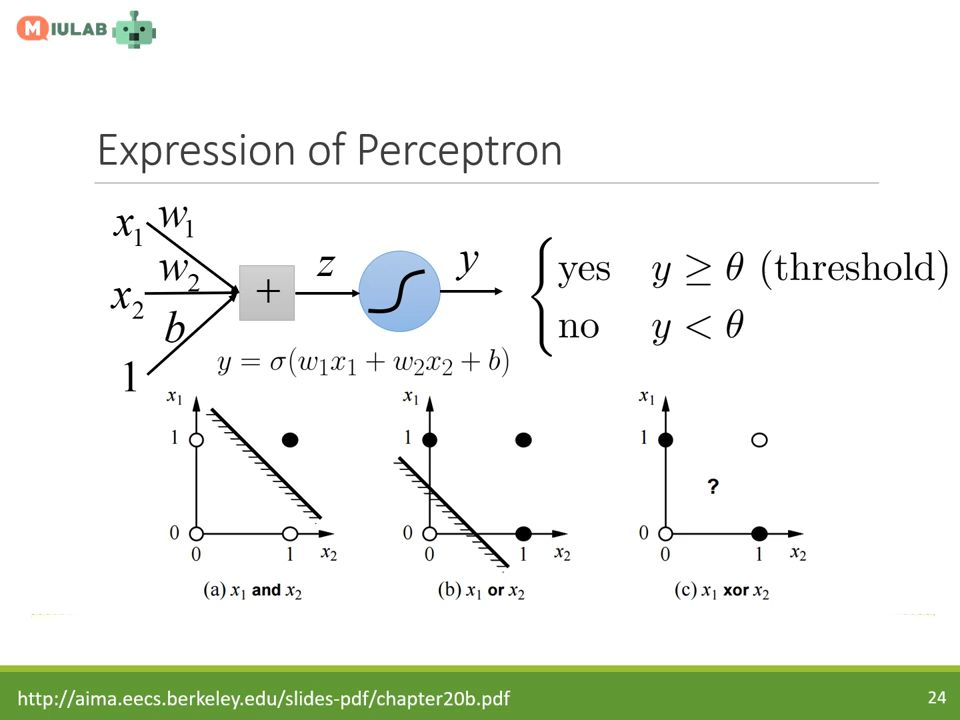 MIULAB
Expression of Perceptron
x₁ w₁
x₂ w₂
1 b
+
z
y
yes y ≥ θ (threshold)
no y < θ
y = σ(w₁x₁ + w₂x₂ + b)
x₁
1
0
0 1 x₂
(a) x₁ and x₂
x₁
1
0
0 1 x₂
(b) x₁ or x₂
x₁
1
?
0
0 1 x₂
(c) x₁ xor x₂
http://aima.eecs.berkeley.edu/slides-pdf/chapter20b.pdf
24